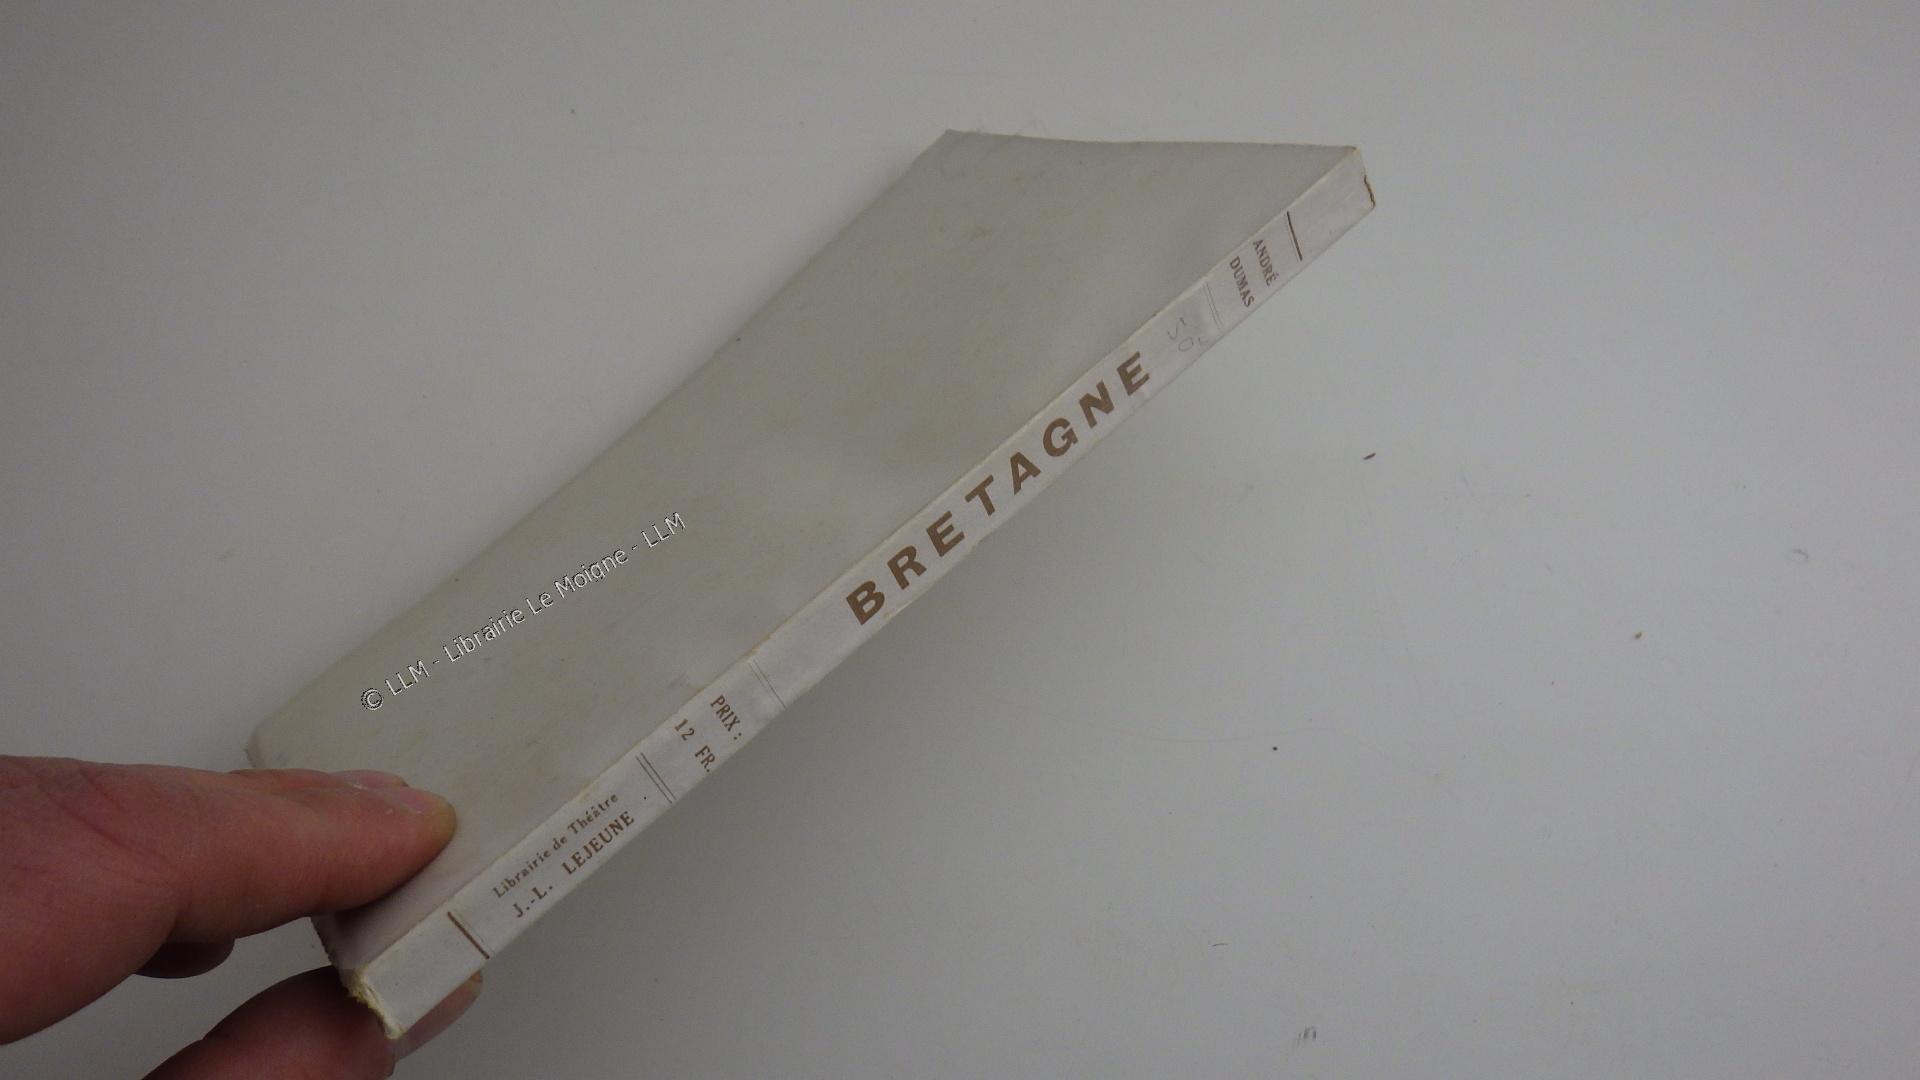 ANDRÉ
DUMAS
BRETAGNE
PRIX :
12 FR.
Librairie de Théâtre
J.-L. LEJEUNE
© LLM - Librairie Le Moigne - LLM